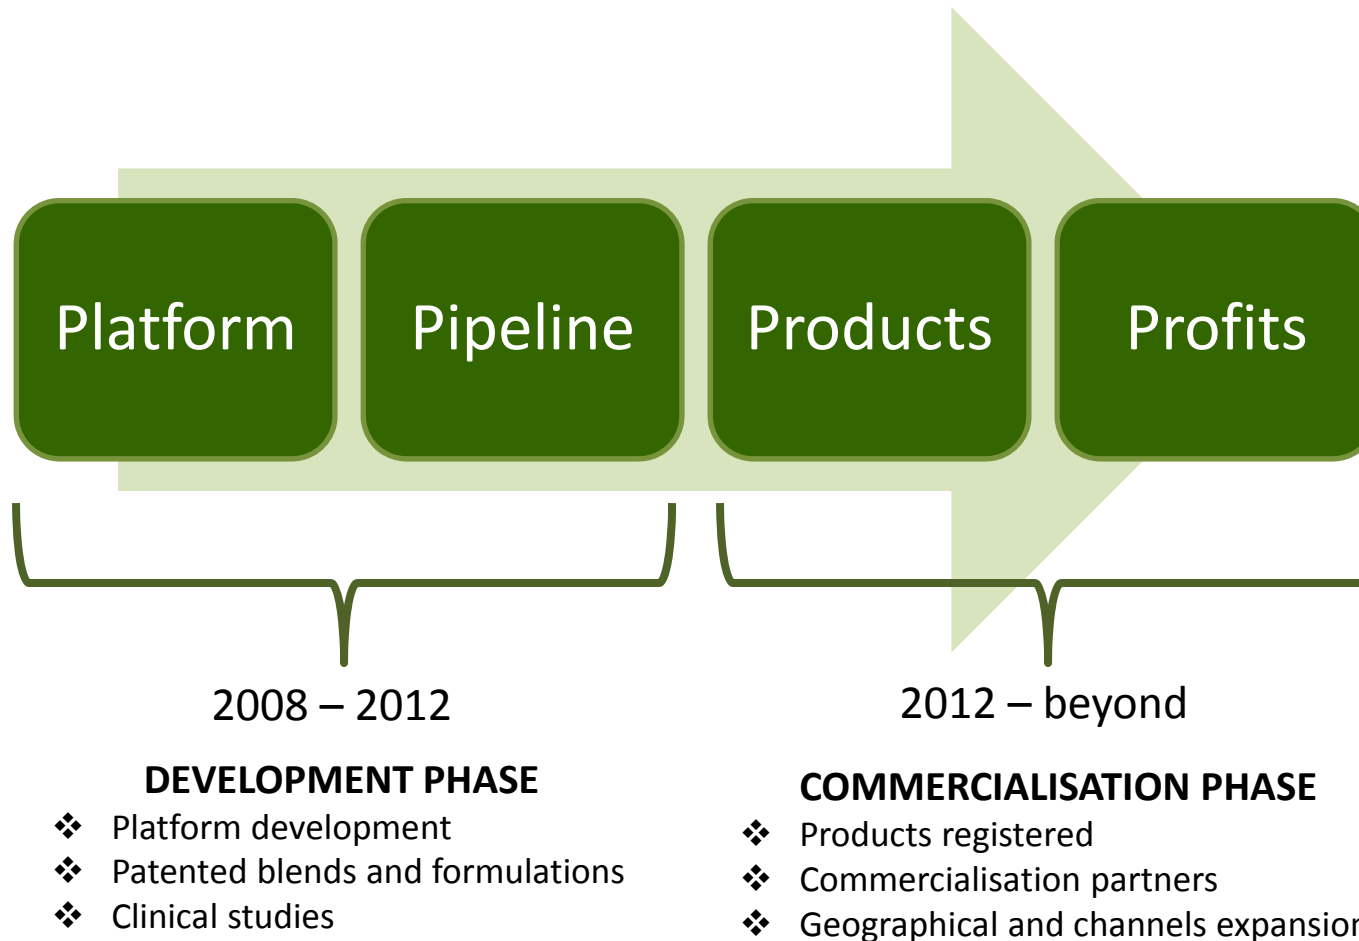 Platform
Pipeline
Products
Profits
2008 – 2012
DEVELOPMENT PHASE
❖ Platform development
❖ Patented blends and formulations
❖ Clinical studies
2012 – beyond
COMMERCIALISATION PHASE
❖ Products registered
❖ Commercialisation partners
❖ Geographical and channels expansion